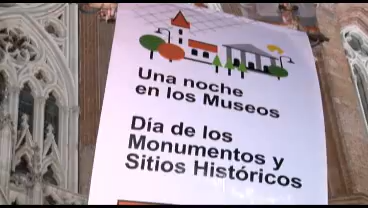 Una noche
en los Museos
Día de los
Monumentos y
Sitios Históricos